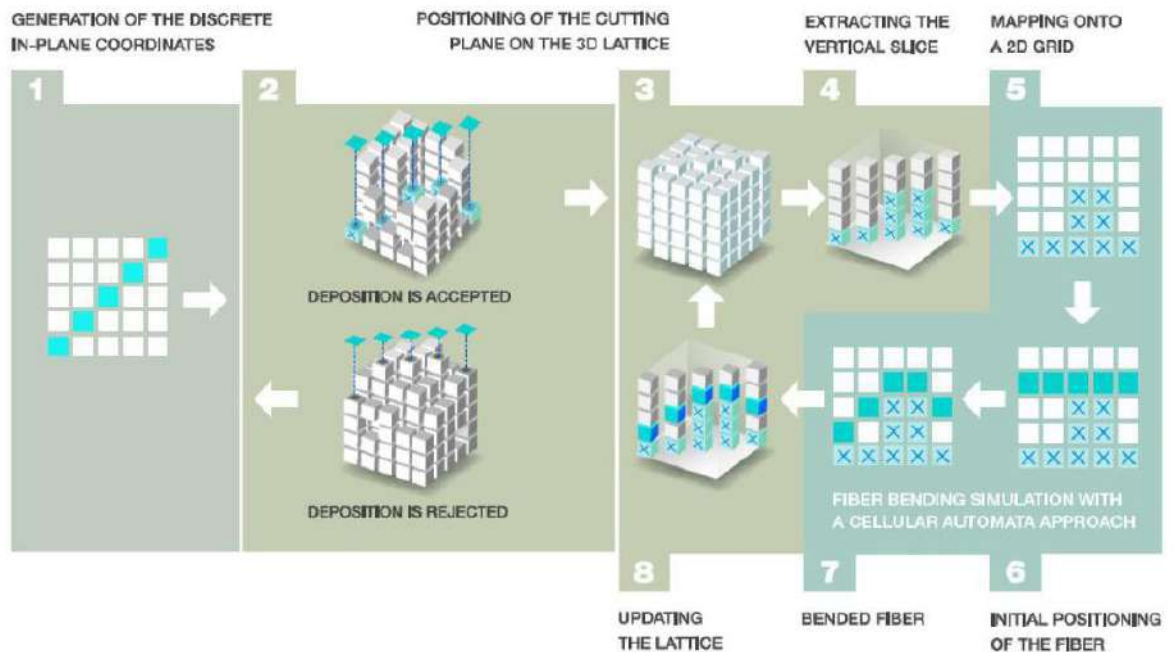 GENERATION OF THE DISCRETE
IN-PLANE COORDINATES
POSITIONING OF THE CUTTING
PLANE ON THE 3D LATTICE
EXTRACTING THE
VERTICAL SLICE
MAPPING ONTO
A 2D GRID
1
2
3
4
5
DEPOSITION IS ACCEPTED
DEPOSITION IS REJECTED
FIBER BENDING SIMULATION WITH
A CELLULAR AUTOMATA APPROACH
8
7
6
UPDATING
THE LATTICE
BENDED FIBER
INITIAL POSITIONING
OF THE FIBER